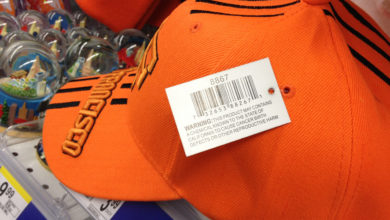 8667
WARNING: THIS PRODUCT MAY CONTAIN
A CHEMICAL KNOWN TO THE STATE OF
CALIFORNIA TO CAUSE CANCER BIRTH
DEFECTS OR OTHER REPRODUCTIVE HARM